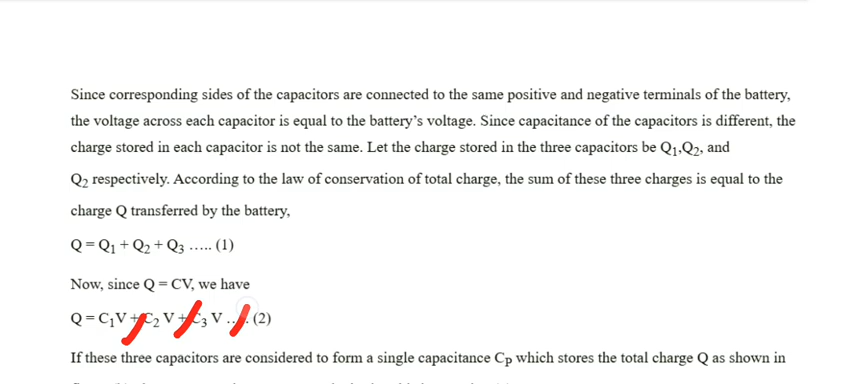 Since corresponding sides of the capacitors are connected to the same positive and negative terminals of the battery,
the voltage across each capacitor is equal to the battery’s voltage. Since capacitance of the capacitors is different, the
charge stored in each capacitor is not the same. Let the charge stored in the three capacitors be Q₁,Q₂, and
Q₂ respectively. According to the law of conservation of total charge, the sum of these three charges is equal to the
charge Q transferred by the battery,
Q = Q₁ + Q₂ + Q₃ ….. (1)
Now, since Q = CV, we have
Q = C₁V + C₂ V + C₃ V …. (2)
If these three capacitors are considered to form a single capacitance Cₚ which stores the total charge Q as shown in